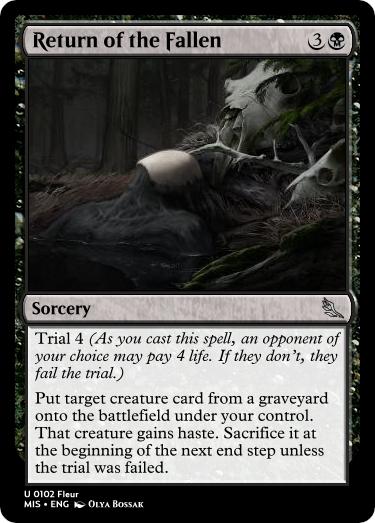 Return of the Fallen 3
Sorcery
Trial 4 (As you cast this spell, an opponent of
your choice may pay 4 life. If they don't, they
fail the trial.)
Put target creature card from a graveyard
onto the battlefield under your control.
That creature gains haste. Sacrifice it at
the beginning of the next end step unless
the trial was failed.
U 0102 Fleur
MIS • ENG Olya Bossak